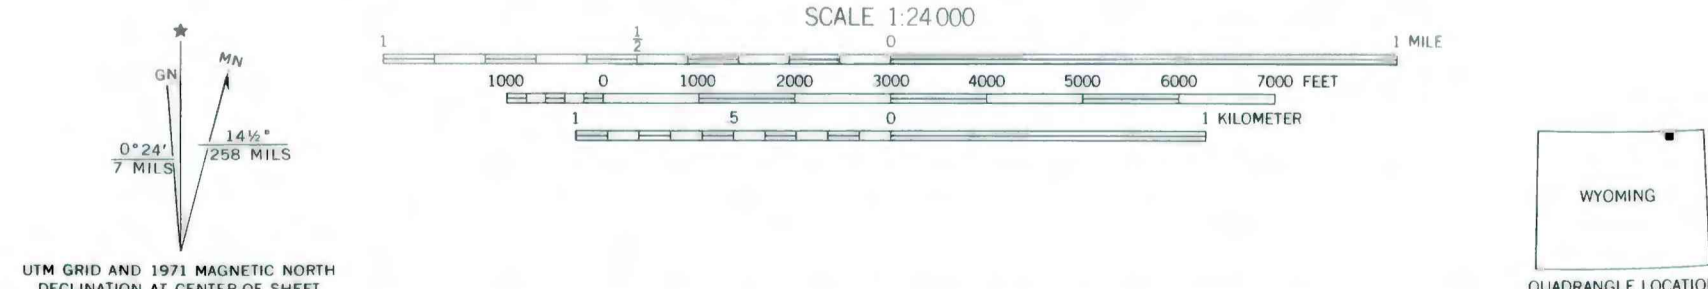 SCALE 1:24 000
1 ½ 0 1 MILE
1000 0 1000 2000 3000 4000 5000 6000 7000 FEET
1 .5 0 1 KILOMETER
GN
MN
0°24'
7 MILS
14½°
258 MILS
UTM GRID AND 1971 MAGNETIC NORTH
DECLINATION AT CENTER OF SHEET
WYOMING
QUADRANGLE LOCATION